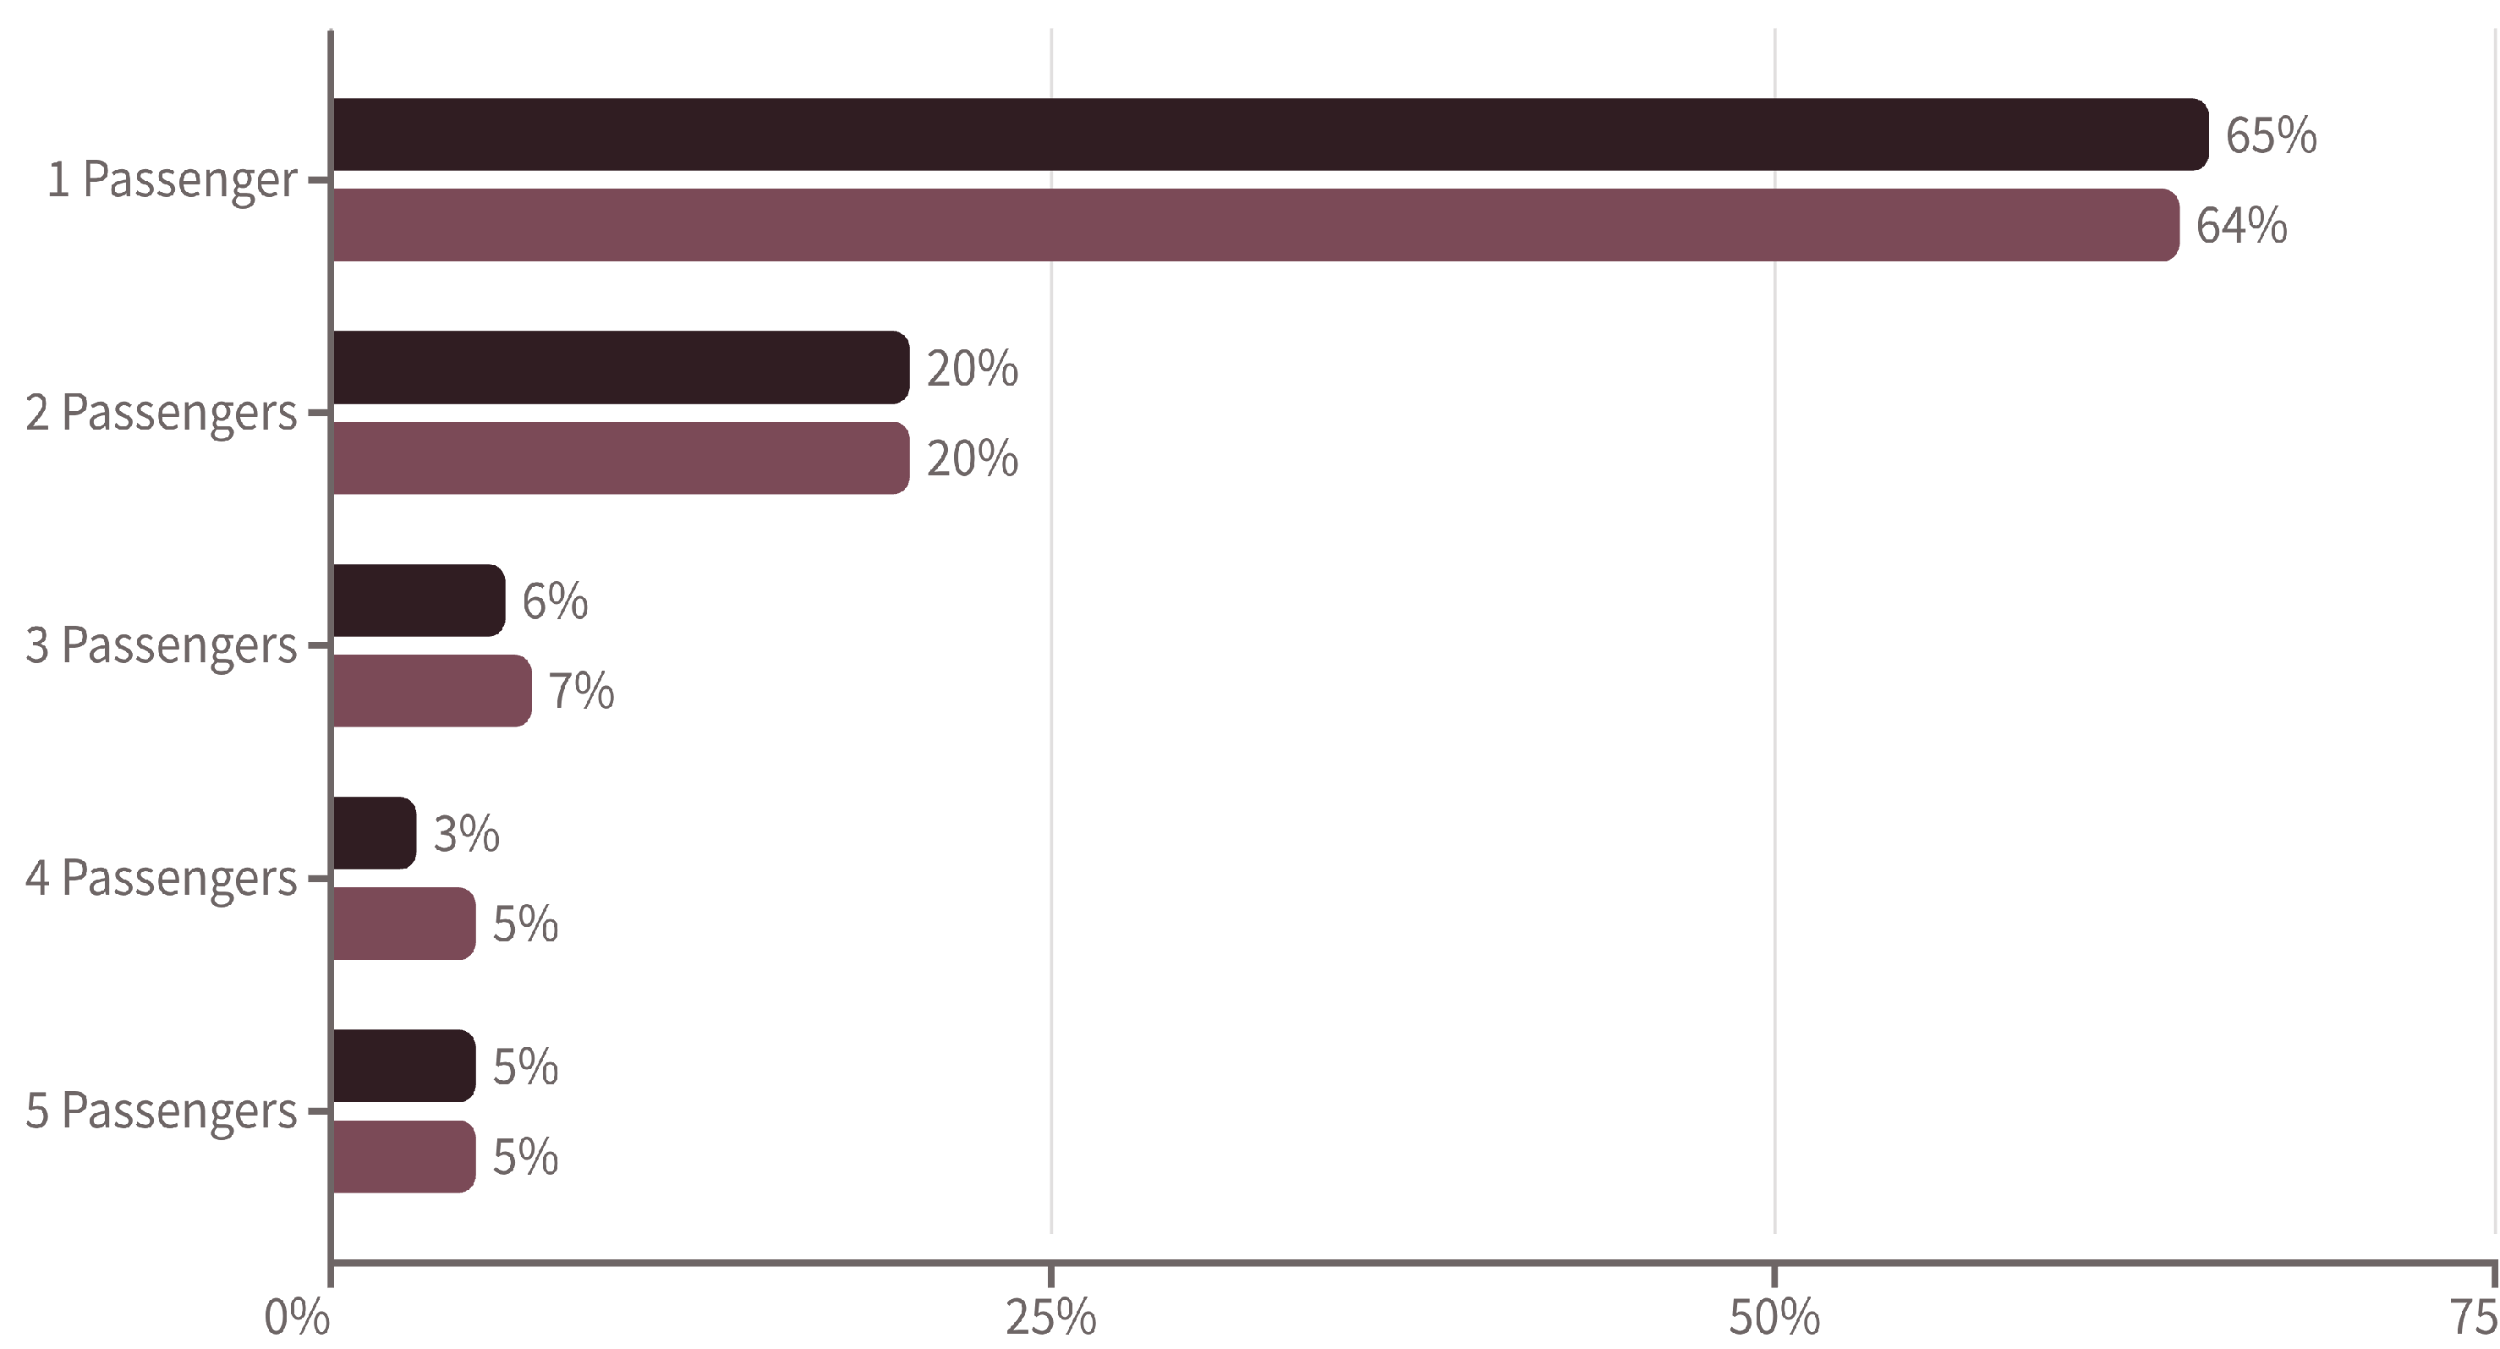 65%
1 Passenger
64%
20%
2 Passengers
20%
6%
3 Passengers
7%
3%
4 Passengers
5%
5%
5 Passengers
5%
0% 25% 50% 75